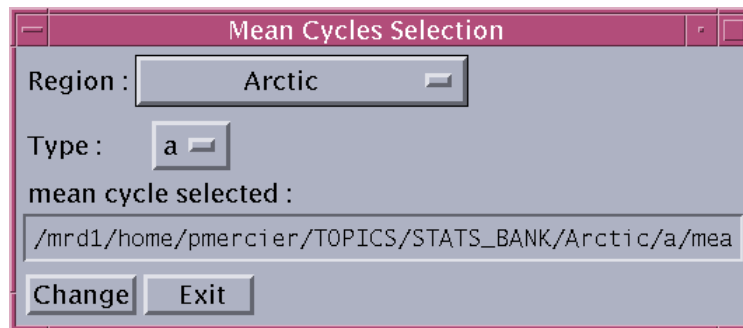 Mean Cycles Selection
Region : Arctic
Type : a
mean cycle selected :
/mrd1/home/pmercier/TOPICS/STATS_BANK/Arctic/a/mea
Change Exit